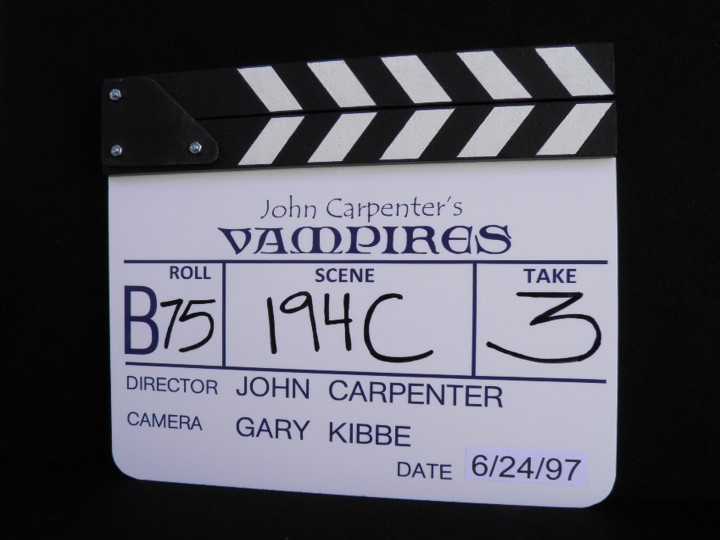 John Carpenter's
VAMPIRES
ROLL SCENE TAKE
B75 194C 3
DIRECTOR JOHN CARPENTER
CAMERA GARY KIBBE
DATE 6/24/97